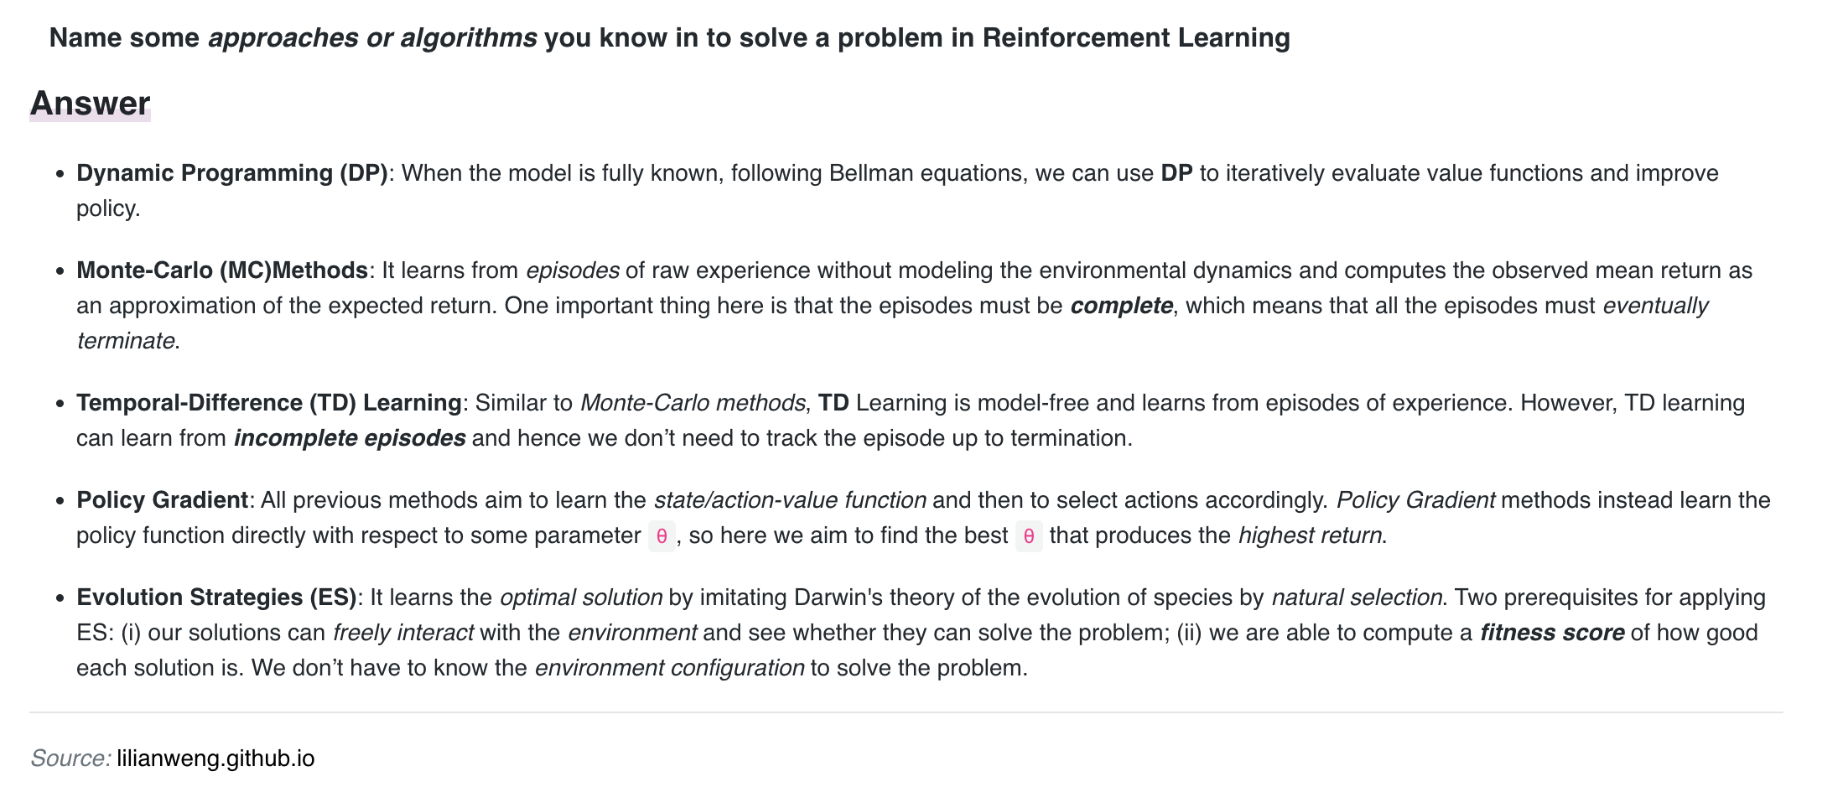 Name some approaches or algorithms you know in to solve a problem in Reinforcement Learning
Answer
• Dynamic Programming (DP): When the model is fully known, following Bellman equations, we can use DP to iteratively evaluate value functions and improve
policy.
• Monte-Carlo (MC)Methods: It learns from episodes of raw experience without modeling the environmental dynamics and computes the observed mean return as
an approximation of the expected return. One important thing here is that the episodes must be complete, which means that all the episodes must eventually
terminate.
• Temporal-Difference (TD) Learning: Similar to Monte-Carlo methods, TD Learning is model-free and learns from episodes of experience. However, TD learning
can learn from incomplete episodes and hence we don’t need to track the episode up to termination.
• Policy Gradient: All previous methods aim to learn the state/action-value function and then to select actions accordingly. Policy Gradient methods instead learn the
policy function directly with respect to some parameter θ , so here we aim to find the best θ that produces the highest return.
• Evolution Strategies (ES): It learns the optimal solution by imitating Darwin's theory of the evolution of species by natural selection. Two prerequisites for applying
ES: (i) our solutions can freely interact with the environment and see whether they can solve the problem; (ii) we are able to compute a fitness score of how good
each solution is. We don’t have to know the environment configuration to solve the problem.
Source: lilianweng.github.io